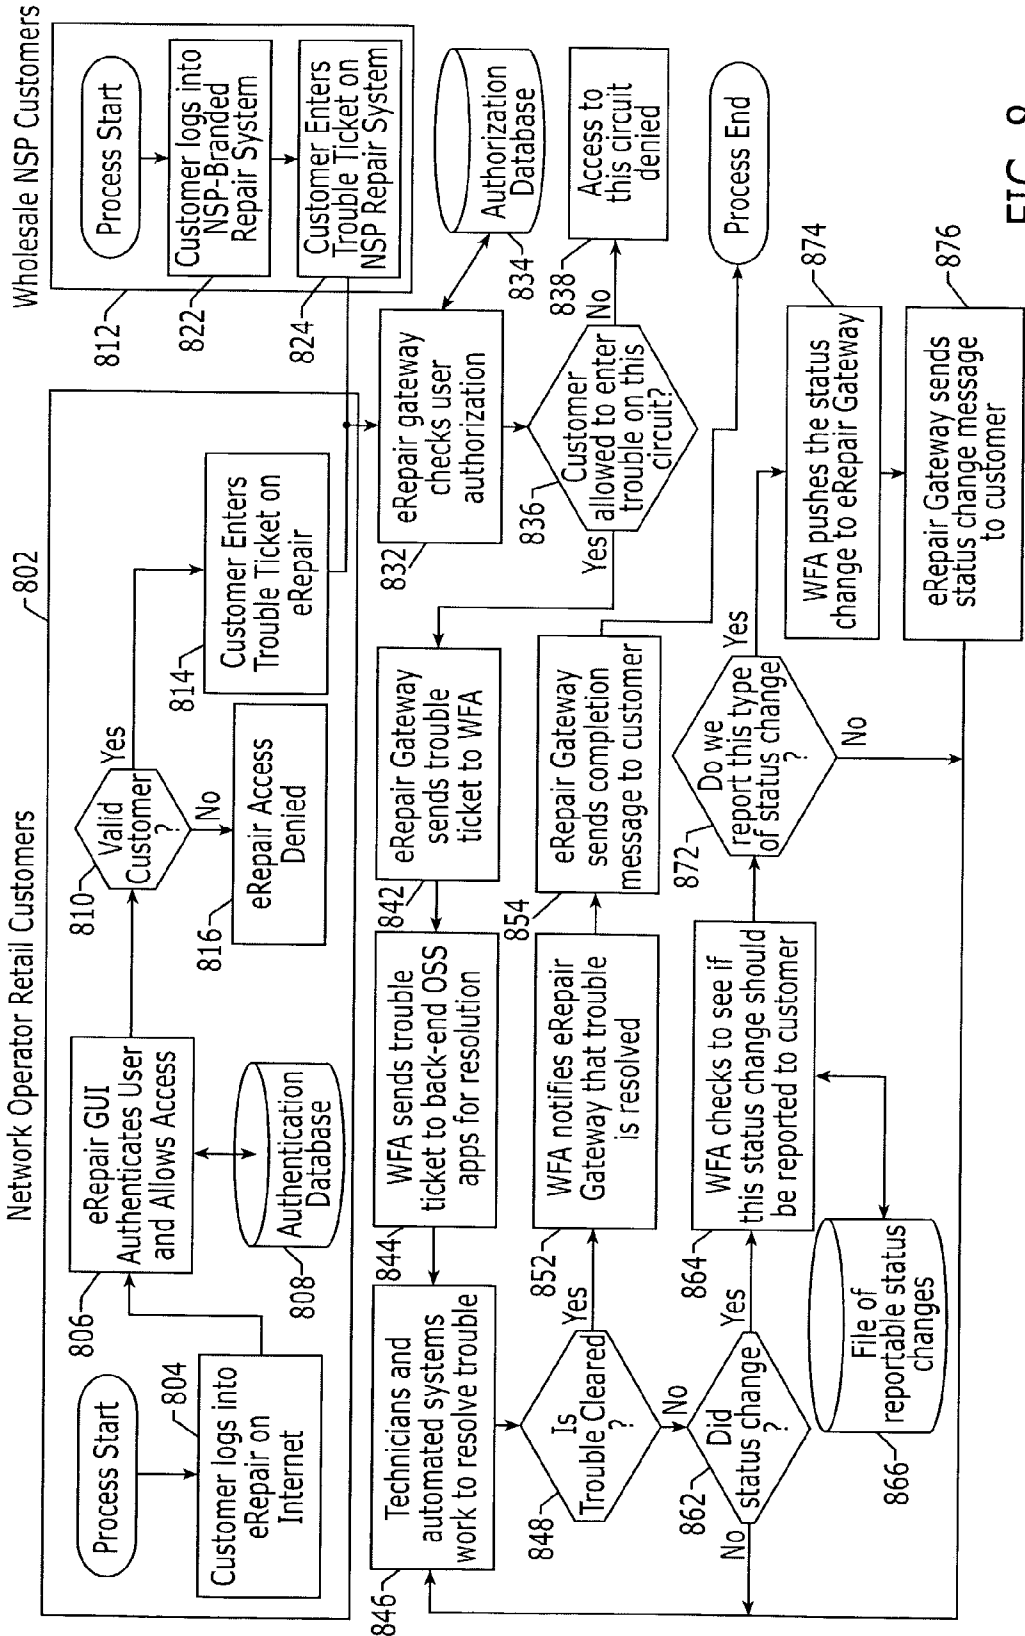 Network Operator Retail Customers
802
Process Start
804
Customer logs into
eRepair on
Internet
806
eRepair GUI
Authenticates User
and Allows Access
808
Authentication
Database
810
Valid
Customer
?
Yes
No
814
Customer Enters
Trouble Ticket on
eRepair
816
eRepair Access
Denied
Wholesale NSP Customers
812
Process Start
822
Customer logs into
NSP-Branded
Repair System
824
Customer Enters
Trouble Ticket on
NSP Repair System
832
eRepair gateway
checks user
authorization
834
Authorization
Database
836
Customer
allowed to enter
trouble on this
circuit?
No
Yes
838
Access to
this circuit
denied
842
eRepair Gateway
sends trouble
ticket to WFA
844
WFA sends trouble
ticket to back-end OSS
apps for resolution
846
Technicians and
automated systems
work to resolve trouble
848
Is
Trouble Cleared
?
Yes
No
852
WFA notifies eRepair
Gateway that trouble
is resolved
854
eRepair Gateway
sends completion
message to customer
Process End
862
Did
status change
?
Yes
No
864
WFA checks to see if
this status change should
be reported to customer
866
File of
reportable status
changes
872
Do we
report this type
of status change
?
Yes
No
874
WFA pushes the status
change to eRepair Gateway
876
eRepair Gateway sends
status change message
to customer